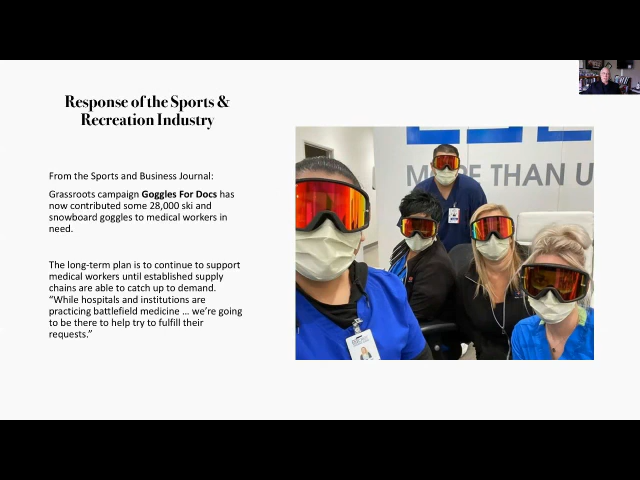 Response of the Sports &
Recreation Industry
From the Sports and Business Journal:
Grassroots campaign Goggles For Docs has
now contributed some 28,000 ski and
snowboard goggles to medical workers in
need.
The long-term plan is to continue to support
medical workers until established supply
chains are able to catch up to demand.
“While hospitals and institutions are
practicing battlefield medicine … we’re going
to be there to help try to fulfill their
requests.”
MORE THAN U